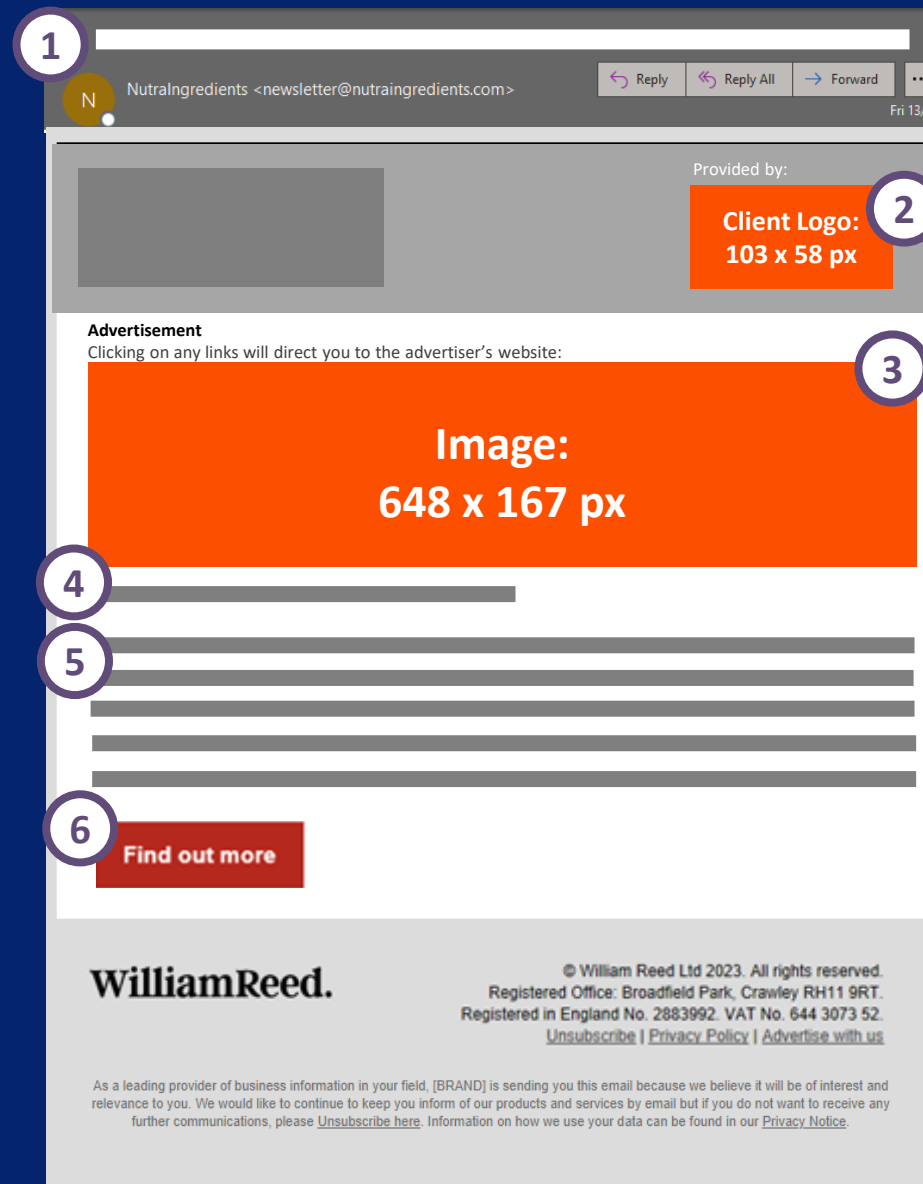 1
N
NutraIngredients <newsletter@nutraingredients.com>
Reply
Reply All
Forward
Fri 13/
Provided by:
Client Logo:
103 x 58 px
2
Advertisement
Clicking on any links will direct you to the advertiser's website:
3
Image:
648 x 167 px
4
5
6
Find out more
WilliamReed.
© William Reed Ltd 2023. All rights reserved.
Registered Office: Broadfield Park, Crawley RH11 9RT.
Registered in England No. 2883992. VAT No. 644 3073 52.
Unsubscribe | Privacy Policy | Advertise with us
As a leading provider of business information in your field, [BRAND] is sending you this email because we believe it will be of interest and
relevance to you. We would like to continue to keep you inform of our products and services by email but if you do not want to receive any
further communications, please Unsubscribe here. Information on how we use your data can be found in our Privacy Notice.